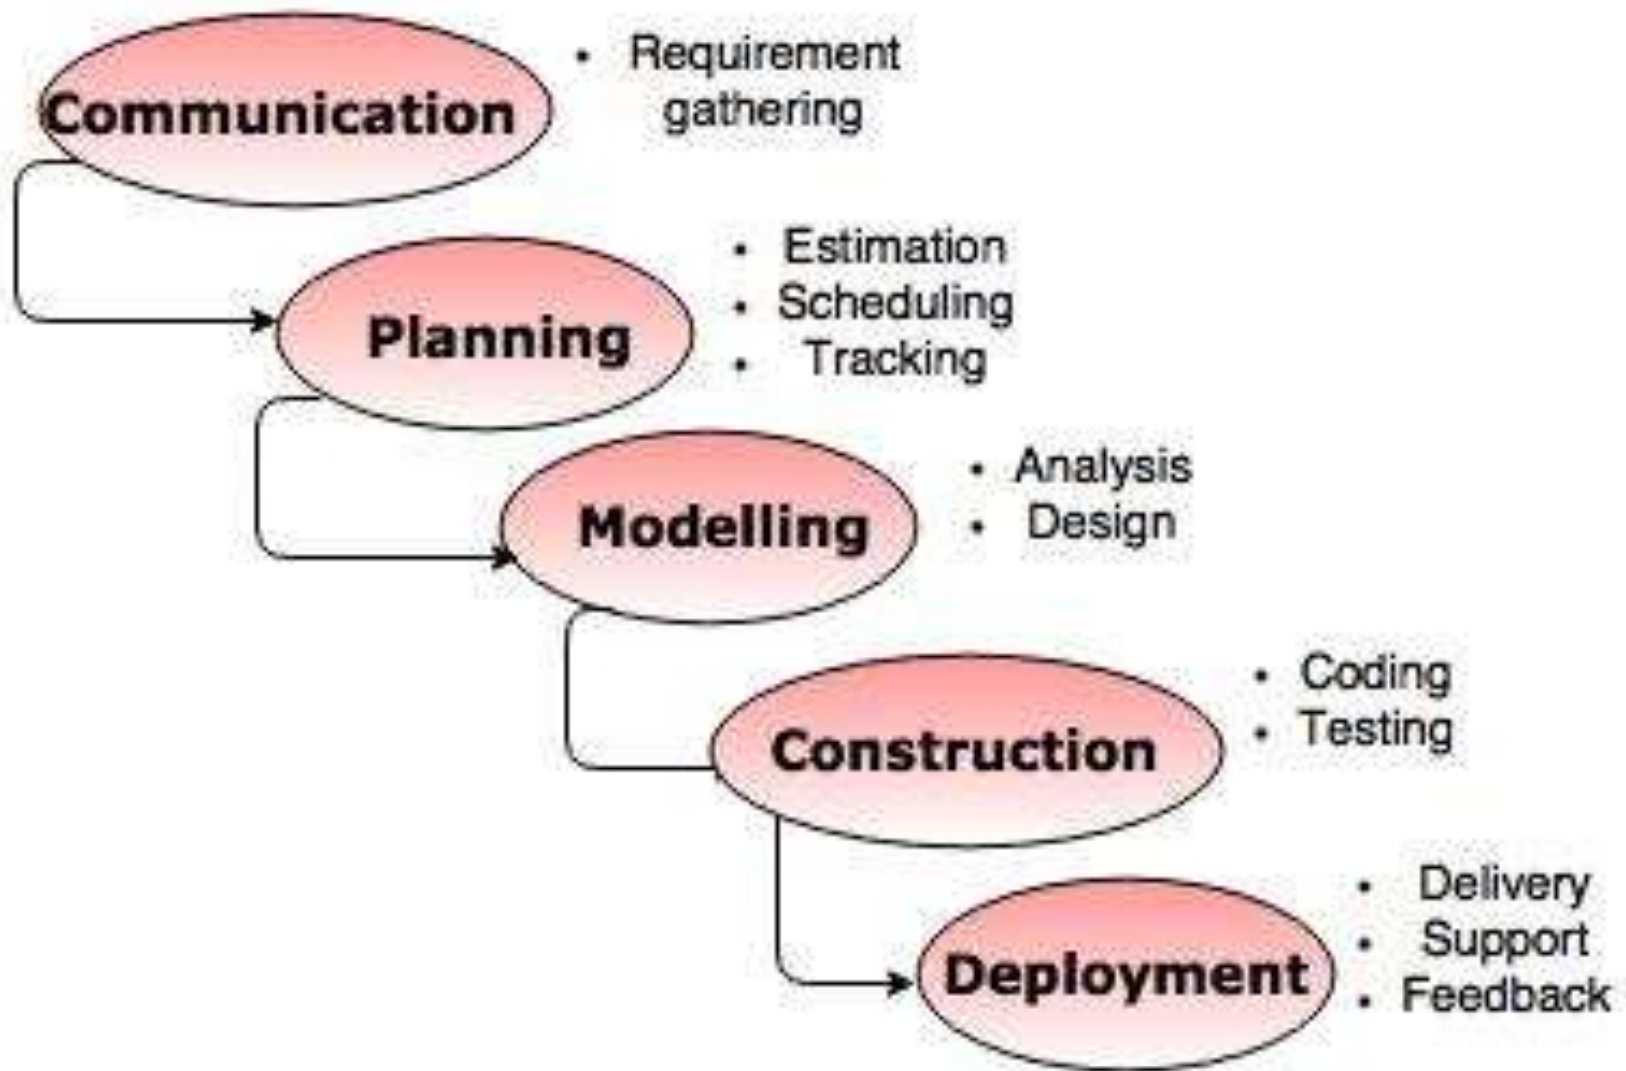 Communication
• Requirement
gathering
Planning
• Estimation
• Scheduling
• Tracking
Modelling
• Analysis
• Design
Construction
• Coding
• Testing
Deployment
• Delivery
• Support
• Feedback